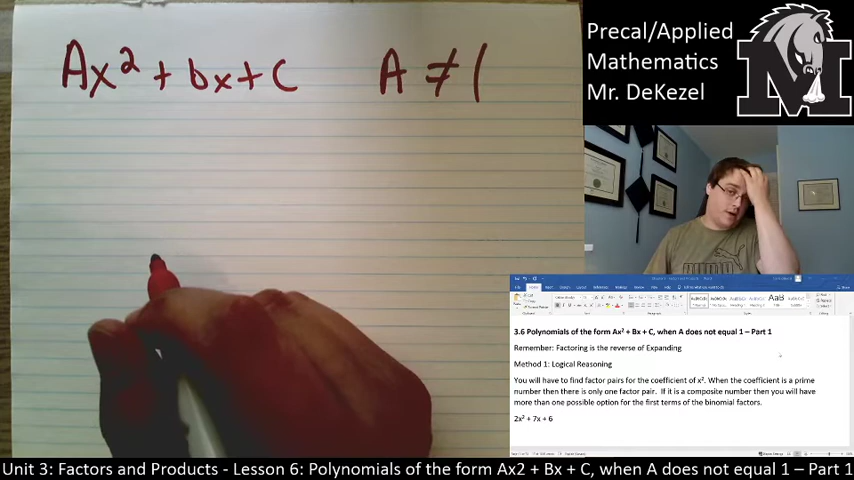 Ax² + bx + C A ≠ 1
Precal/Applied
Mathematics
Mr. DeKezel
M
3.6 Polynomials of the form Ax² + Bx + C, when A does not equal 1 – Part 1
Remember: Factoring is the reverse of Expanding
Method 1: Logical Reasoning
You will have to find factor pairs for the coefficient of x². When the coefficient is a prime
number then there is only one factor pair. If it is a composite number then you will have
more than one possible option for the first terms of the binomial factors.
2x² + 7x + 6
Unit 3: Factors and Products - Lesson 6: Polynomials of the form Ax2 + Bx + C, when A does not equal 1 – Part 1